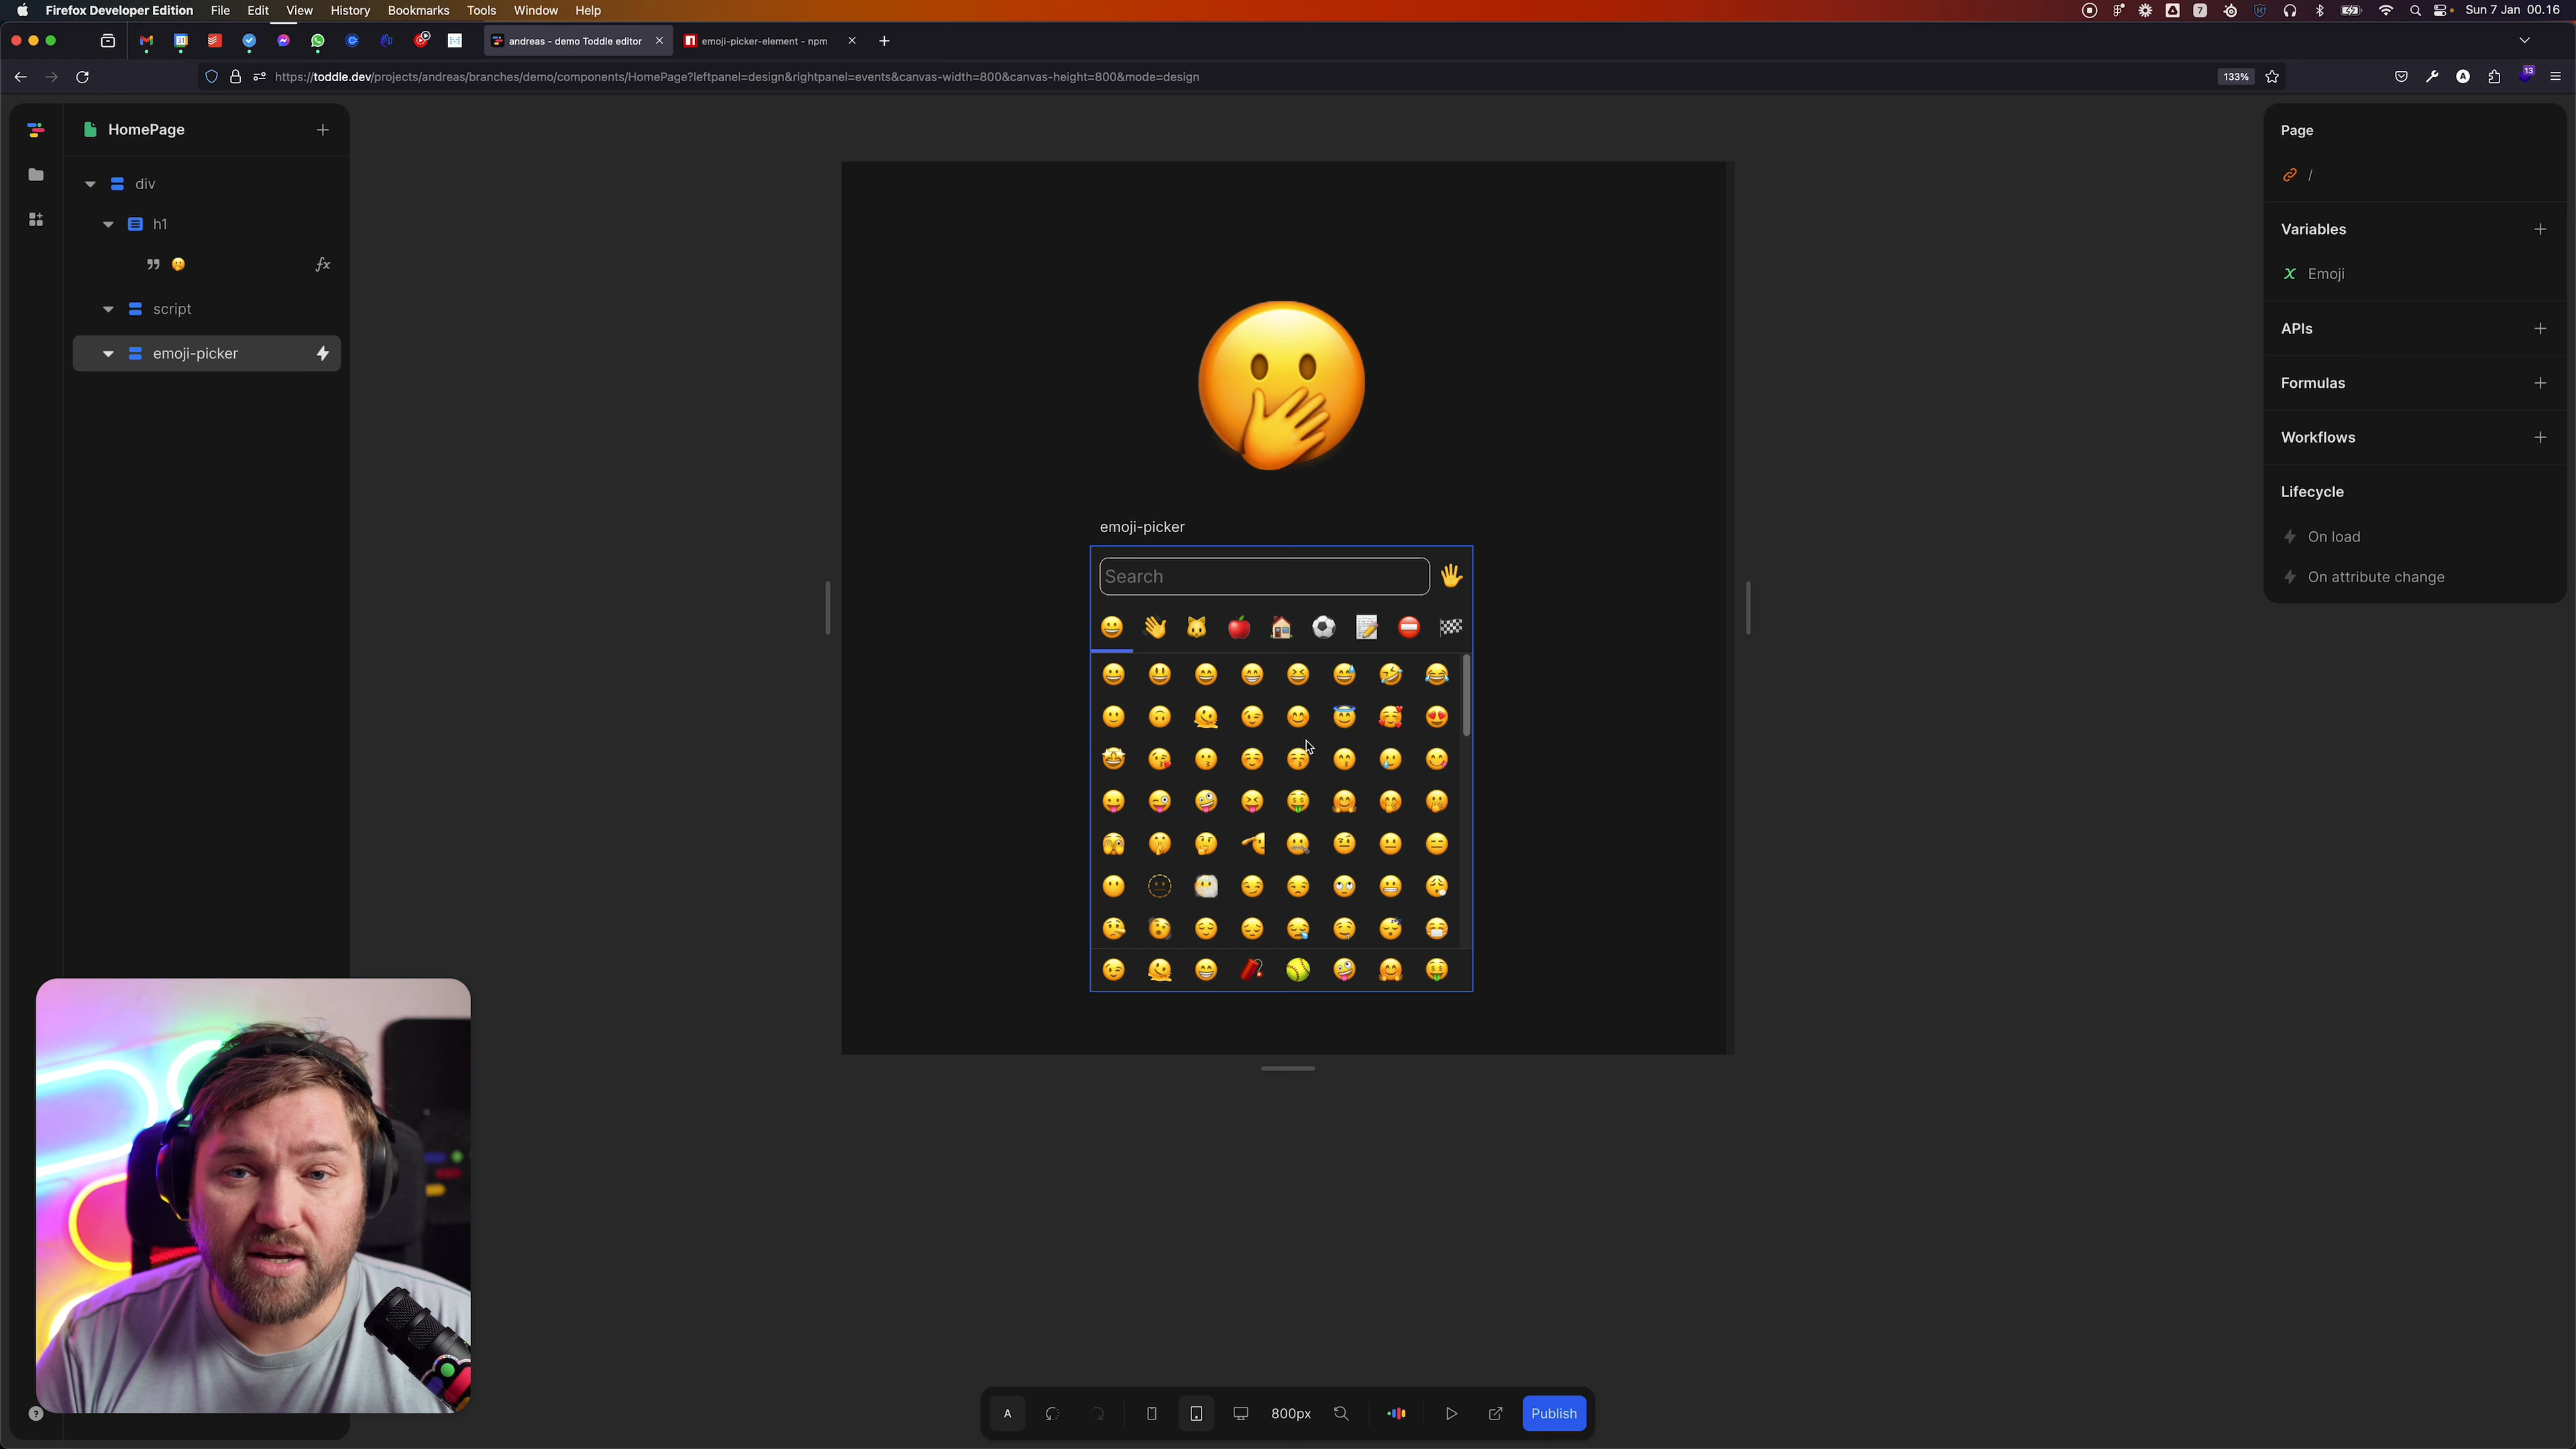 Firefox Developer Edition File Edit View History Bookmarks Tools Window Help
7
Sun 7 Jan 00.16
andreas - demo Toddle editor
emoji-picker-element - npm
https://toddle.dev/projects/andreas/branches/demo/components/HomePage?leftpanel=design&rightpanel=events&canvas-width=800&canvas-height=800&mode=design
133%
A
13
HomePage
div
h1
fx
script
emoji-picker
emoji-picker
Search
Page
/
Variables
Emoji
APIs
Formulas
Workflows
Lifecycle
On load
On attribute change
?
A
800px
Publish